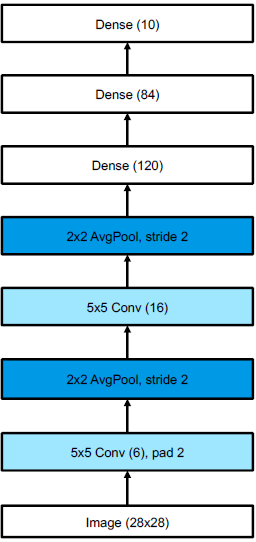 Dense (10)
Dense (84)
Dense (120)
2x2 AvgPool, stride 2
5x5 Conv (16)
2x2 AvgPool, stride 2
5x5 Conv (6), pad 2
Image (28x28)